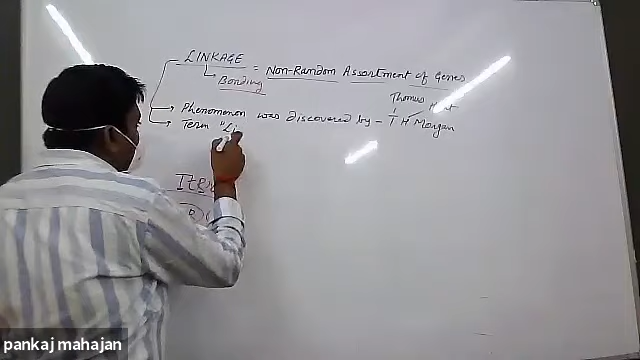 LINKAGE = Non-Random Assortment of Genes
Bonding
Thomas Hunt
→ Phenomenon was discovered by - T H Morgan
→ Term "Li
pankaj mahajan